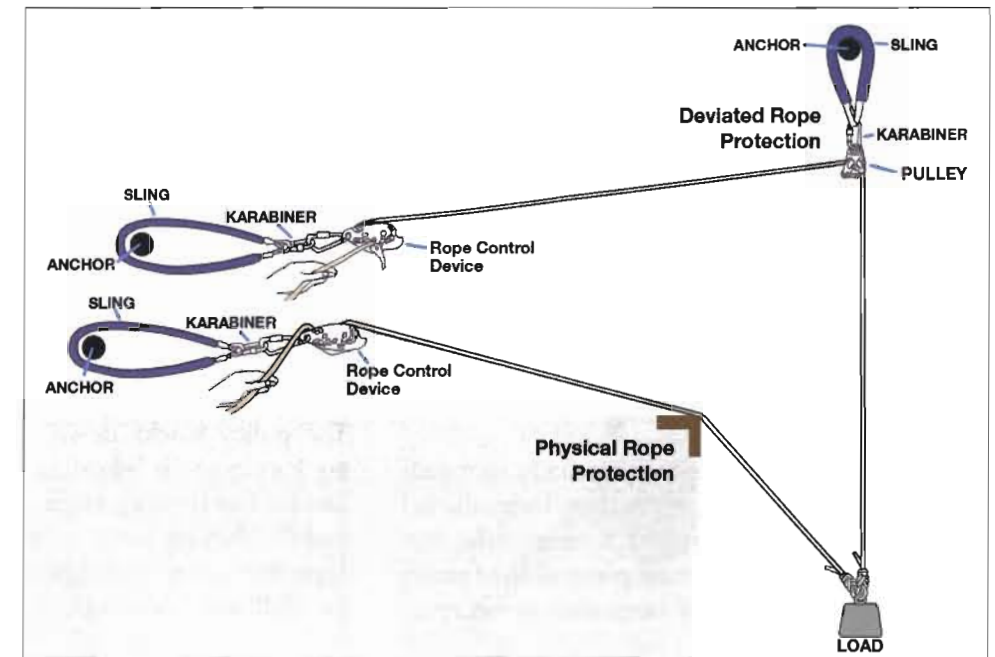 ANCHOR
SLING
Deviated Rope
Protection
KARABINER
PULLEY
SLING
KARABINER
ANCHOR
Rope Control
Device
SLING
KARABINER
ANCHOR
Rope Control
Device
Physical Rope
Protection
LOAD